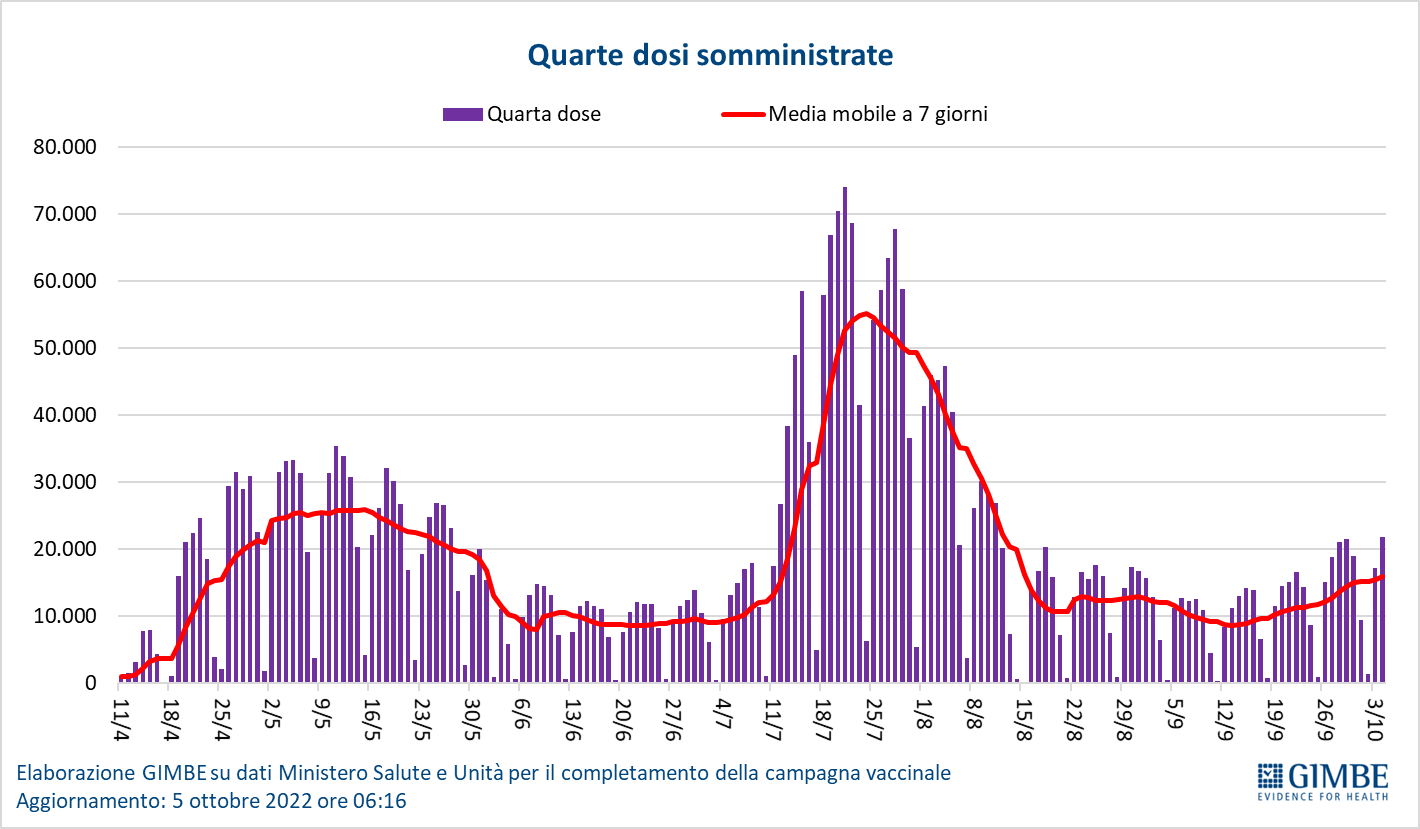 Quarte dosi somministrate
Quarta dose Media mobile a 7 giorni
80.000
70.000
60.000
50.000
40.000
30.000
20.000
10.000
0
11/4 18/4 25/4 2/5 9/5 16/5 23/5 30/5 6/6 13/6 20/6 27/6 4/7 11/7 18/7 25/7 1/8 8/8 15/8 22/8 29/8 5/9 12/9 19/9 26/9 3/10
Elaborazione GIMBE su dati Ministero Salute e Unità per il completamento della campagna vaccinale
Aggiornamento: 5 ottobre 2022 ore 06:16
GIMBE
EVIDENCE FOR HEALTH